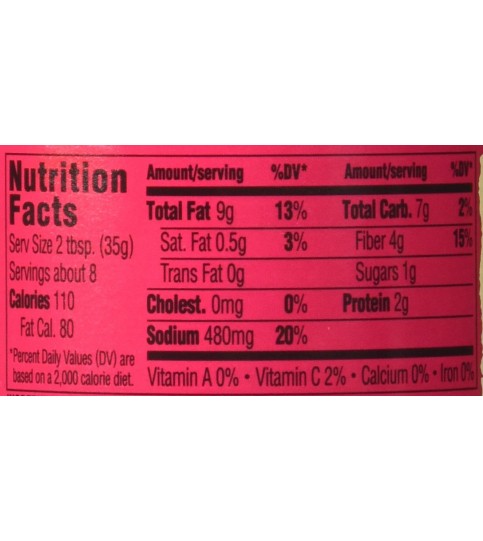 Nutrition
Facts
Serv Size 2 tbsp. (35g)
Servings about 8
Calories 110
Fat Cal. 80
*Percent Daily Values (DV) are
based on a 2,000 calorie diet.
Amount/serving %DV* Amount/serving %DV*
Total Fat 9g 13% Total Carb. 7g 2%
Sat. Fat 0.5g 3% Fiber 4g 15%
Trans Fat 0g Sugars 1g
Cholest. 0mg 0% Protein 2g
Sodium 480mg 20%
Vitamin A 0% • Vitamin C 2% • Calcium 0% • Iron 0%